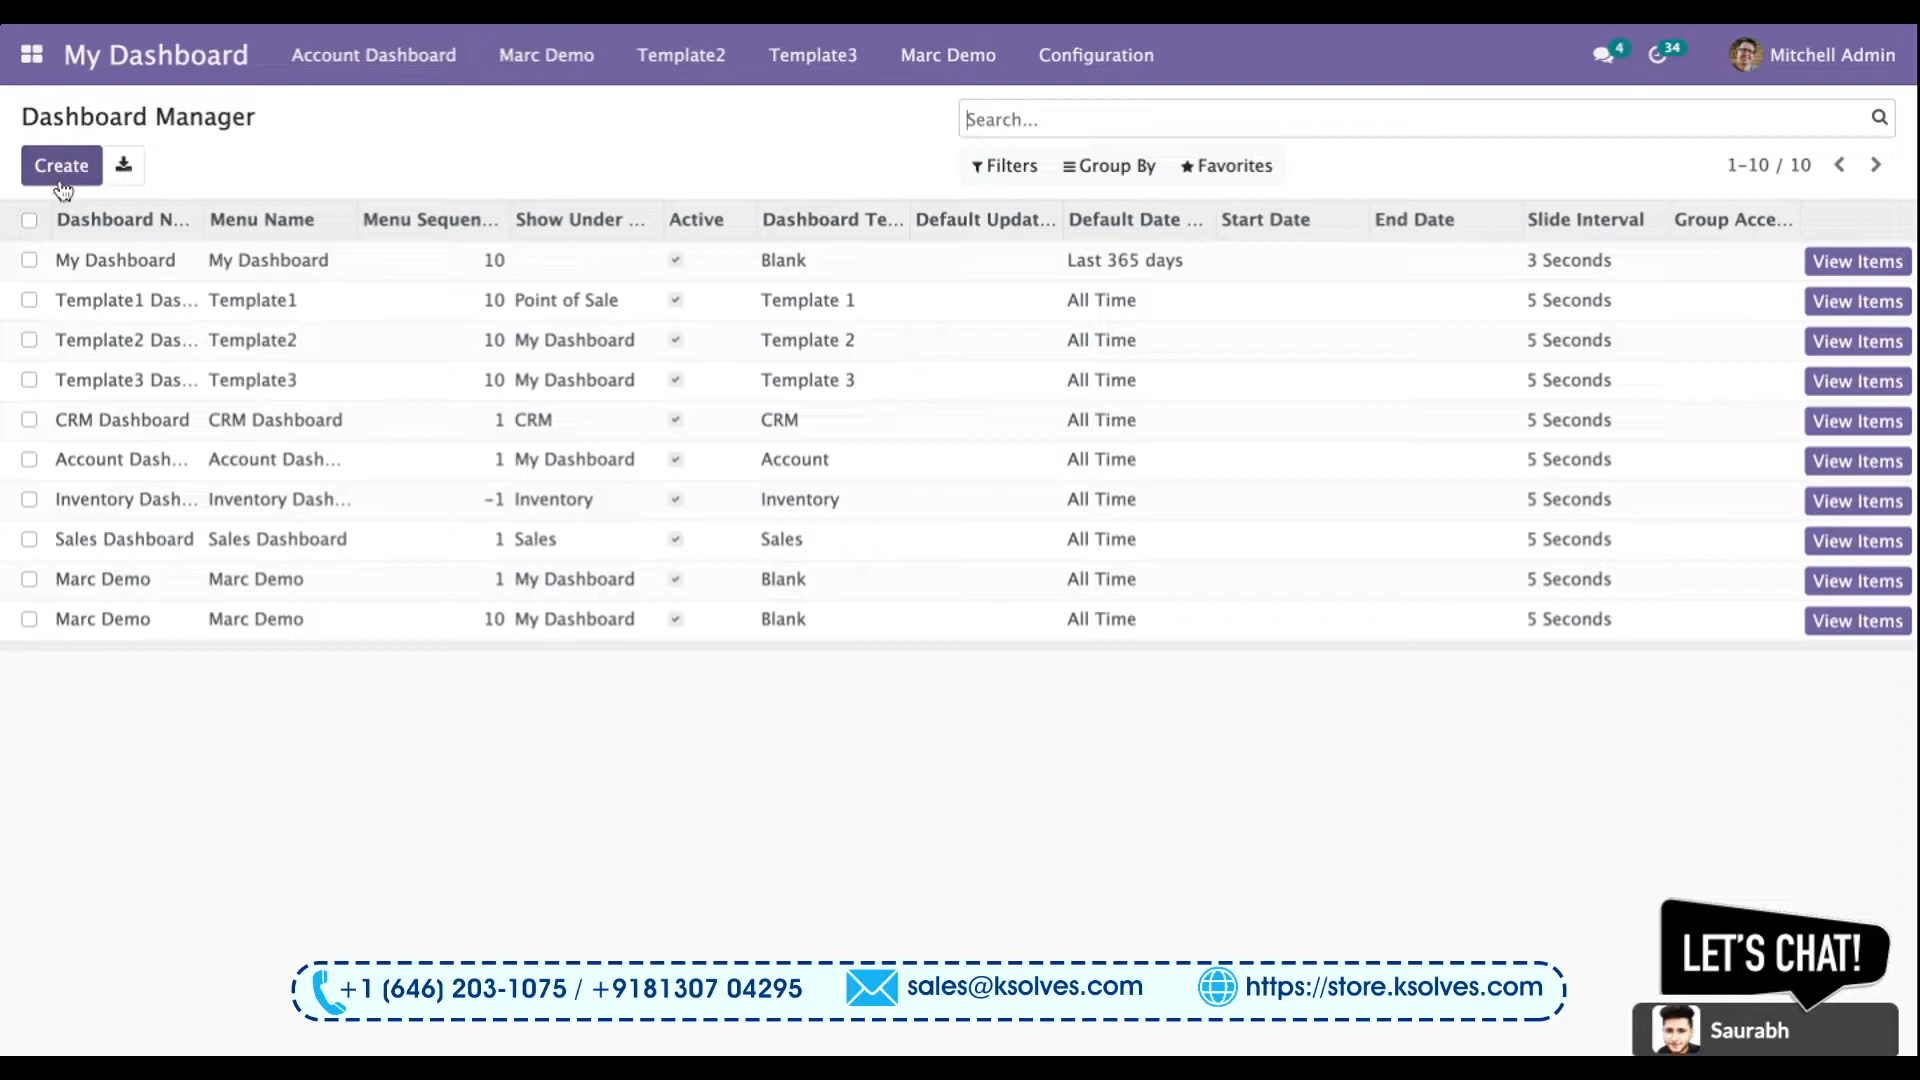 My Dashboard Account Dashboard Marc Demo Template2 Template3 Marc Demo Configuration 4 34 Mitchell Admin
Dashboard Manager
Search...
Create
Filters Group By Favorites 1-10 / 10
Dashboard N... Menu Name Menu Sequen... Show Under ... Active Dashboard Te... Default Updat... Default Date ... Start Date End Date Slide Interval Group Acce...
My Dashboard My Dashboard 10 Blank Last 365 days 3 Seconds View Items
Template1 Das... Template1 10 Point of Sale Template 1 All Time 5 Seconds View Items
Template2 Das... Template2 10 My Dashboard Template 2 All Time 5 Seconds View Items
Template3 Das... Template3 10 My Dashboard Template 3 All Time 5 Seconds View Items
CRM Dashboard CRM Dashboard 1 CRM CRM All Time 5 Seconds View Items
Account Dash... Account Dash... 1 My Dashboard Account All Time 5 Seconds View Items
Inventory Dash... Inventory Dash... -1 Inventory Inventory All Time 5 Seconds View Items
Sales Dashboard Sales Dashboard 1 Sales Sales All Time 5 Seconds View Items
Marc Demo Marc Demo 1 My Dashboard Blank All Time 5 Seconds View Items
Marc Demo Marc Demo 10 My Dashboard Blank All Time 5 Seconds View Items
LET'S CHAT!
+1 (646) 203-1075 / +9181307 04295 sales@ksolves.com https://store.ksolves.com
Saurabh